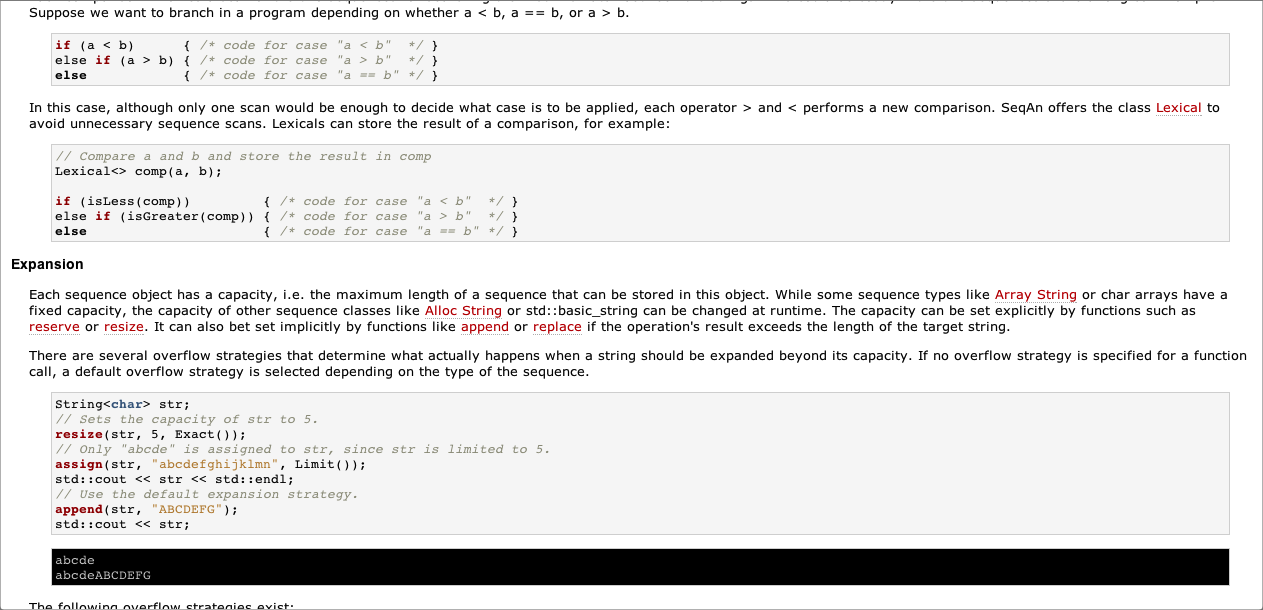 Suppose we want to branch in a program depending on whether a < b, a == b, or a > b.
if (a < b)      { /* code for case "a < b"  */ }
else if (a > b) { /* code for case "a > b"  */ }
else            { /* code for case "a == b" */ }
In this case, although only one scan would be enough to decide what case is to be applied, each operator > and < performs a new comparison. SeqAn offers the class Lexical to
avoid unnecessary sequence scans. Lexicals can store the result of a comparison, for example:
// Compare a and b and store the result in comp
Lexical<> comp(a, b);
if (isLess(comp))         { /* code for case "a < b"  */ }
else if (isGreater(comp)) { /* code for case "a > b"  */ }
else                      { /* code for case "a == b" */ }
Expansion
Each sequence object has a capacity, i.e. the maximum length of a sequence that can be stored in this object. While some sequence types like Array String or char arrays have a
fixed capacity, the capacity of other sequence classes like Alloc String or std::basic_string can be changed at runtime. The capacity can be set explicitly by functions such as
reserve or resize. It can also bet set implicitly by functions like append or replace if the operation's result exceeds the length of the target string.
There are several overflow strategies that determine what actually happens when a string should be expanded beyond its capacity. If no overflow strategy is specified for a function
call, a default overflow strategy is selected depending on the type of the sequence.
String<char> str;
// Sets the capacity of str to 5.
resize(str, 5, Exact());
// Only "abcde" is assigned to str, since str is limited to 5.
assign(str, "abcdefghijklmn", Limit());
std::cout << str << std::endl;
// Use the default expansion strategy.
append(str, "ABCDEFG");
std::cout << str;
abcde
abcdeABCDEFG
The following overflow strategies exist: